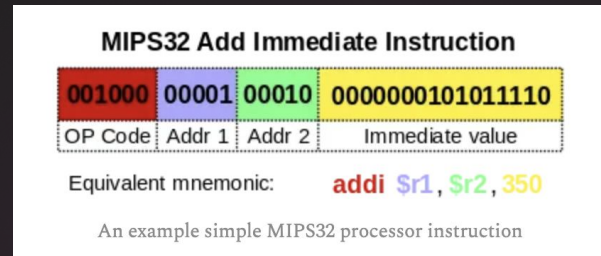 MIPS32 Add Immediate Instruction
001000 00001 00010 0000000101011110
OP Code Addr 1 Addr 2 Immediate value
Equivalent mnemonic: addi $r1, $r2, 350
An example simple MIPS32 processor instruction